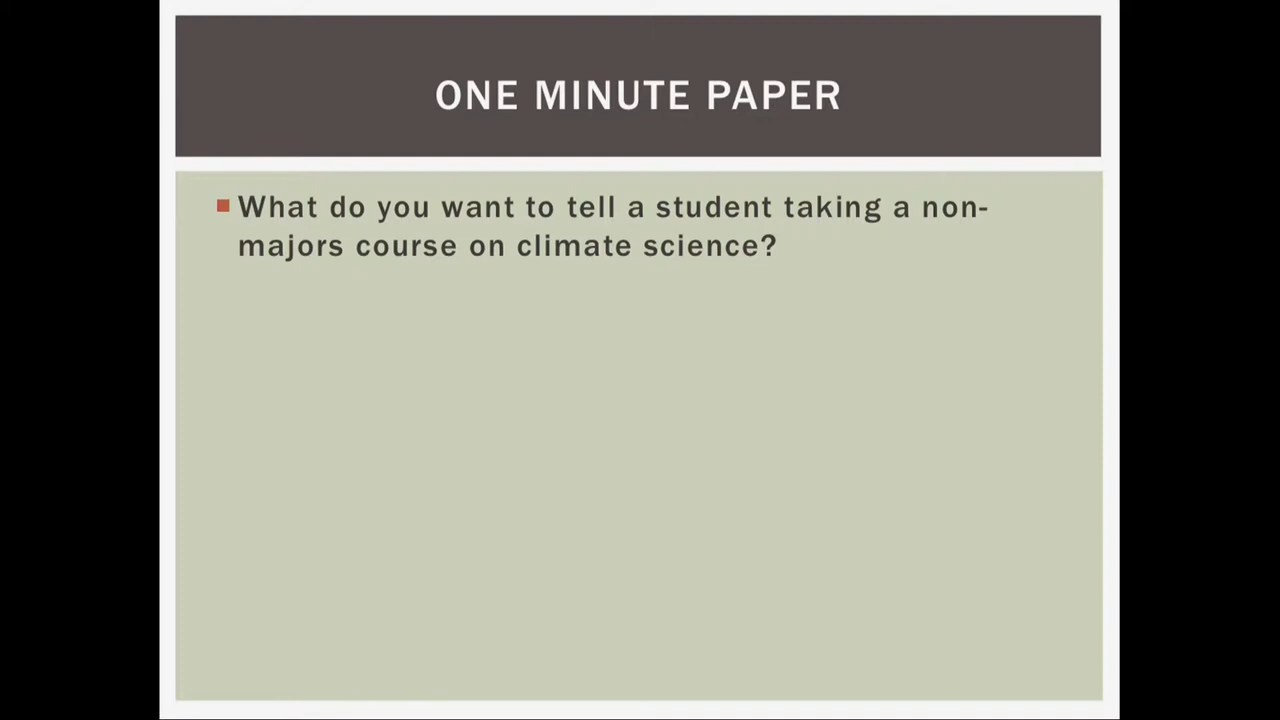 ONE MINUTE PAPER
What do you want to tell a student taking a non-
majors course on climate science?